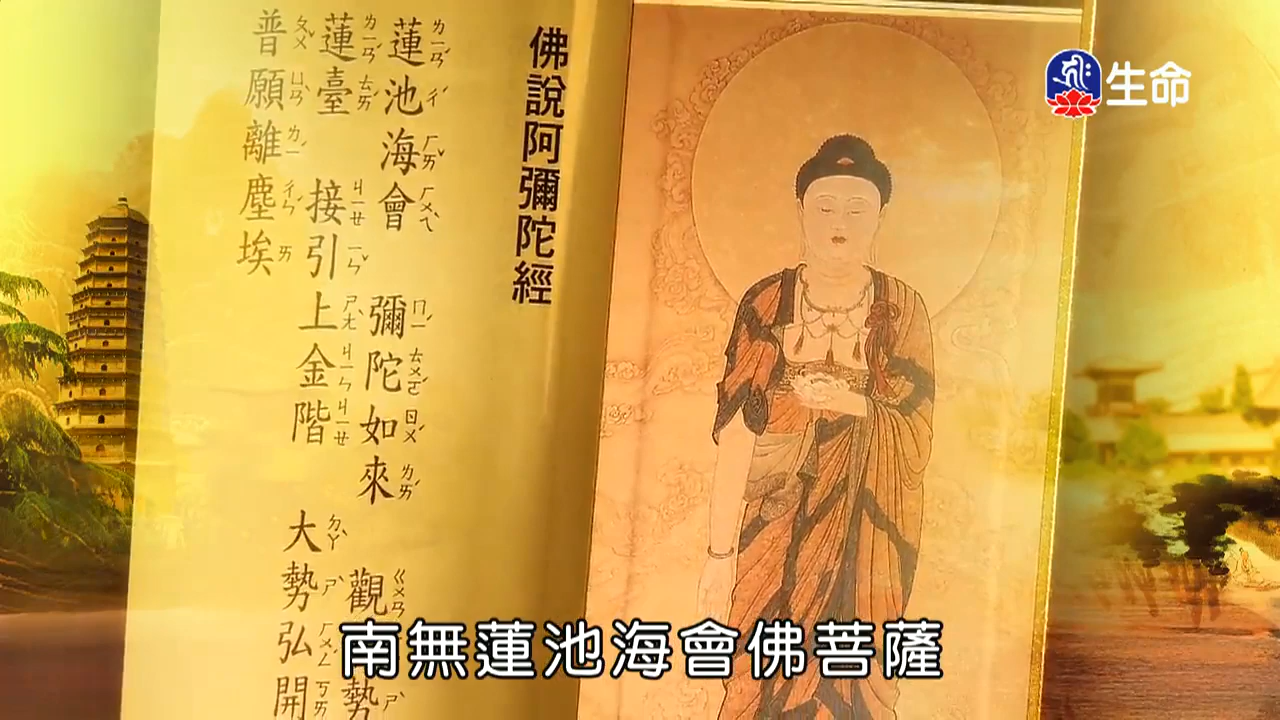 生命
佛說阿彌陀經
蓮池海會 彌陀如來 觀 勢
蓮臺 接引上金階 大勢弘開
普願離塵埃
南無蓮池海會佛菩薩